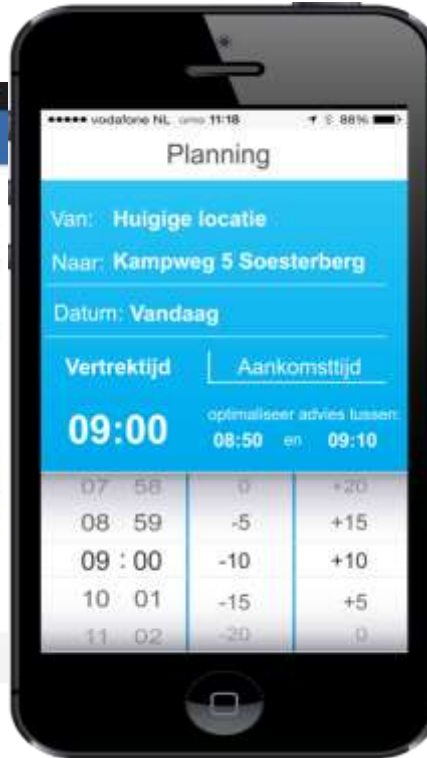 vodafone NL 11:18 88%
Planning
Van: Huigige locatie
Naar: Kampweg 5 Soesterberg
Datum: Vandaag
Vertrektijd Aankomsttijd
optimaliseer advies tussen:
09:00 08:50 en 09:10
07 58 0 +20
08 59 -5 +15
09 : 00 -10 +10
10 01 -15 +5
11 02 -20 0